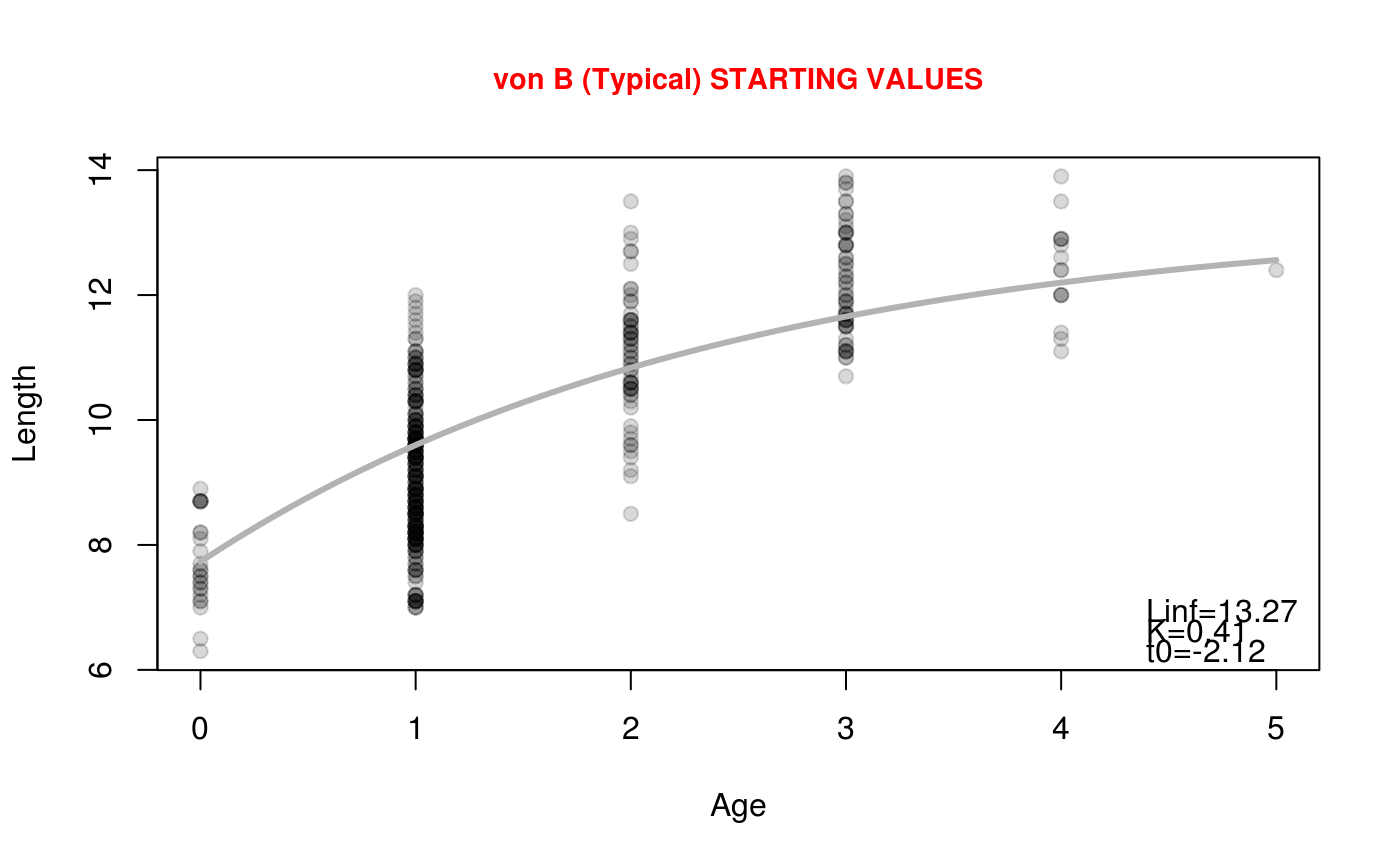 von B (Typical) STARTING VALUES
14
12
10
8
6
Length
Linf=13.27
K=0.41
t0=-2.12
0 1 2 3 4 5
Age